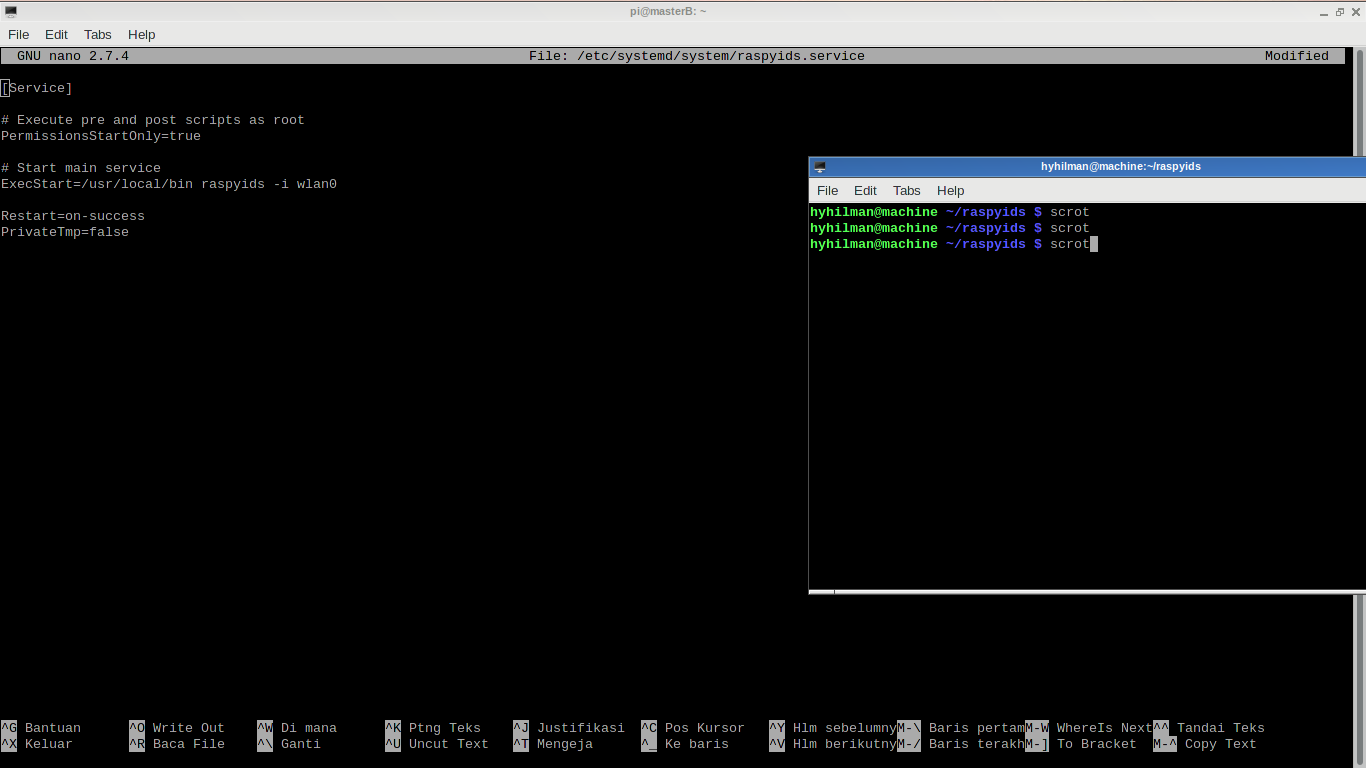 pi@masterB: ~
File Edit Tabs Help
GNU nano 2.7.4 File: /etc/systemd/system/raspyids.service Modified
[Service]
# Execute pre and post scripts as root
PermissionsStartOnly=true
# Start main service
ExecStart=/usr/local/bin raspyids -i wlan0
Restart=on-success
PrivateTmp=false
hyhilman@machine:~/raspyids
File Edit Tabs Help
hyhilman@machine ~/raspyids $ scrot
hyhilman@machine ~/raspyids $ scrot
hyhilman@machine ~/raspyids $ scrot
^G Bantuan ^O Write Out ^W Di mana ^K Ptng Teks ^J Justifikasi ^C Pos Kursor ^Y Hlm sebelumnyM-\ Baris pertamM-W WhereIs Next^^ Tandai Teks
^X Keluar ^R Baca File ^\ Ganti ^U Uncut Text ^T Mengeja ^_ Ke baris ^V Hlm berikutnyM-/ Baris terakhM-] To Bracket M-^ Copy Text